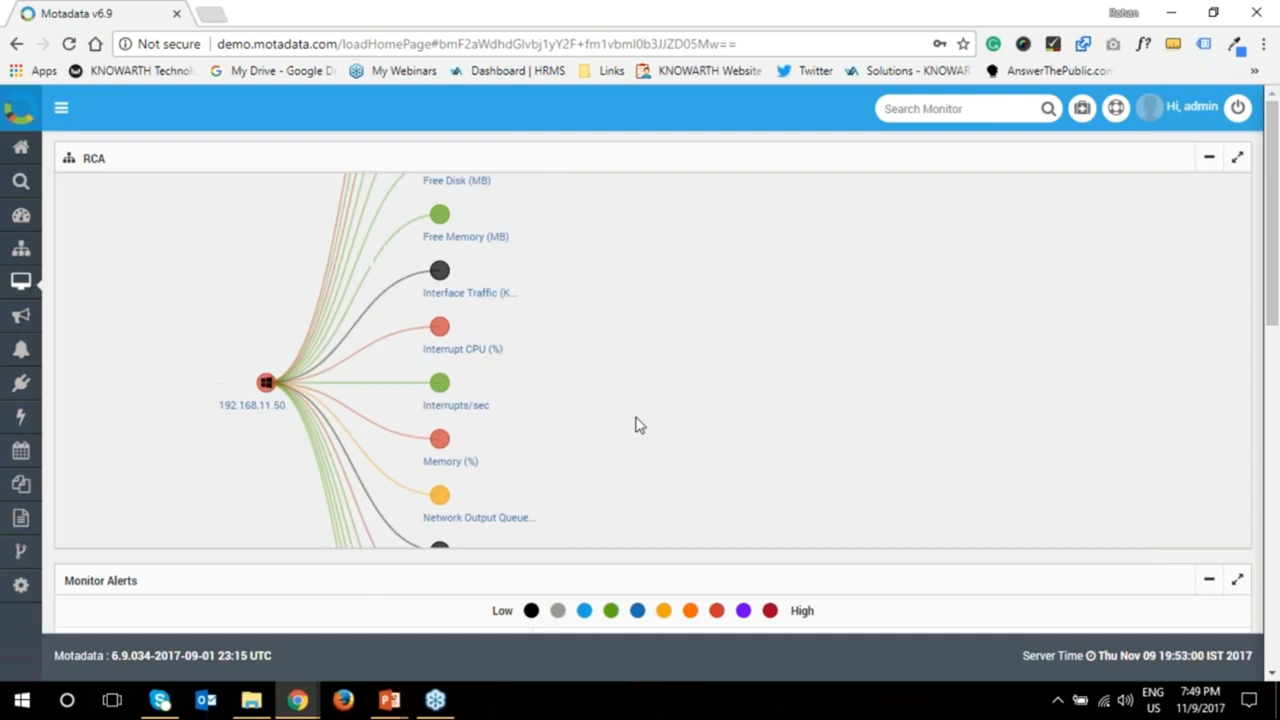 Motadata v6.9
Rohan
Not secure
demo.motadata.com/loadHomePage#bmF2aWdhdGlvbj1yY2F+fm1vbml0b3JJZD05Mw==
f?
Apps
KNOWARTH Technol
My Drive - Google Dr
My Webinars
Dashboard | HRMS
Links
KNOWARTH Website
Twitter
Solutions - KNOWAR
AnswerThePublic.con
»
Search Monitor
Hi, admin
RCA
Free Disk (MB)
Free Memory (MB)
Interface Traffic (K...
Interrupt CPU (%)
192.168.11.50
Interrupts/sec
Memory (%)
Network Output Queue...
Monitor Alerts
Low
High
Motadata : 6.9.034-2017-09-01 23:15 UTC
Server Time Thu Nov 09 19:53:00 IST 2017
ENG
US
7:49 PM
11/9/2017